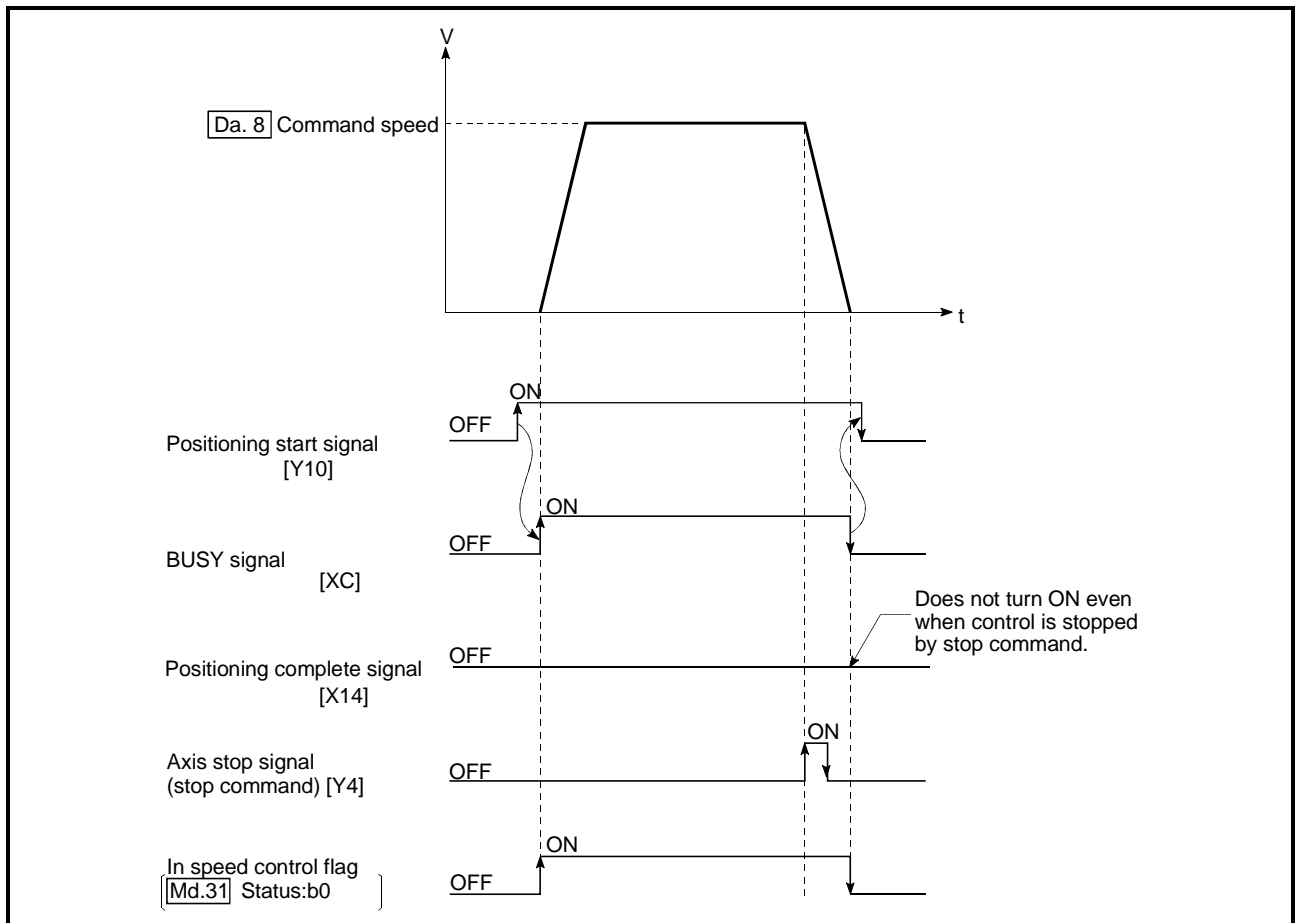 V
Da. 8 Command speed
t
ON
OFF
Positioning start signal
[Y10]
ON
OFF
BUSY signal
[XC]
Does not turn ON even
when control is stopped
by stop command.
OFF
Positioning complete signal
[X14]
ON
Axis stop signal
OFF
(stop command) [Y4]
ON
In speed control flag
OFF
Md.31 Status:b0